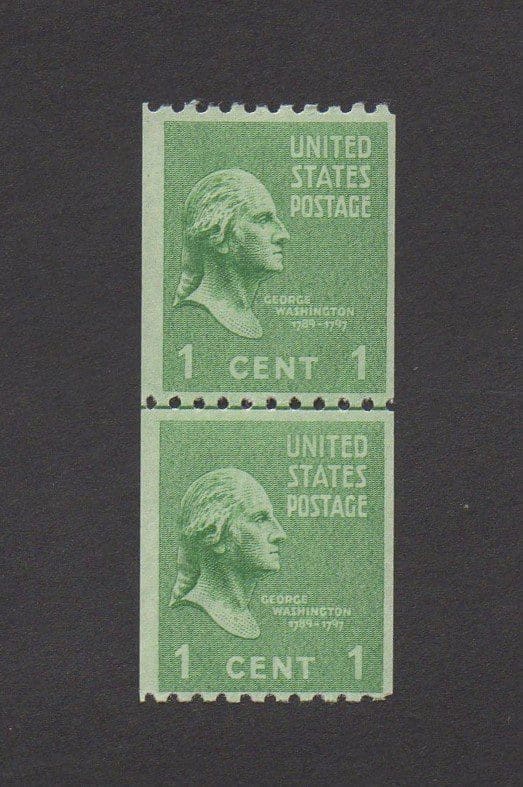 UNITED
STATES
POSTAGE
GEORGE
WASHINGTON
1789-1797
1 CENT 1
UNITED
STATES
POSTAGE
GEORGE
WASHINGTON
1789-1797
1 CENT 1